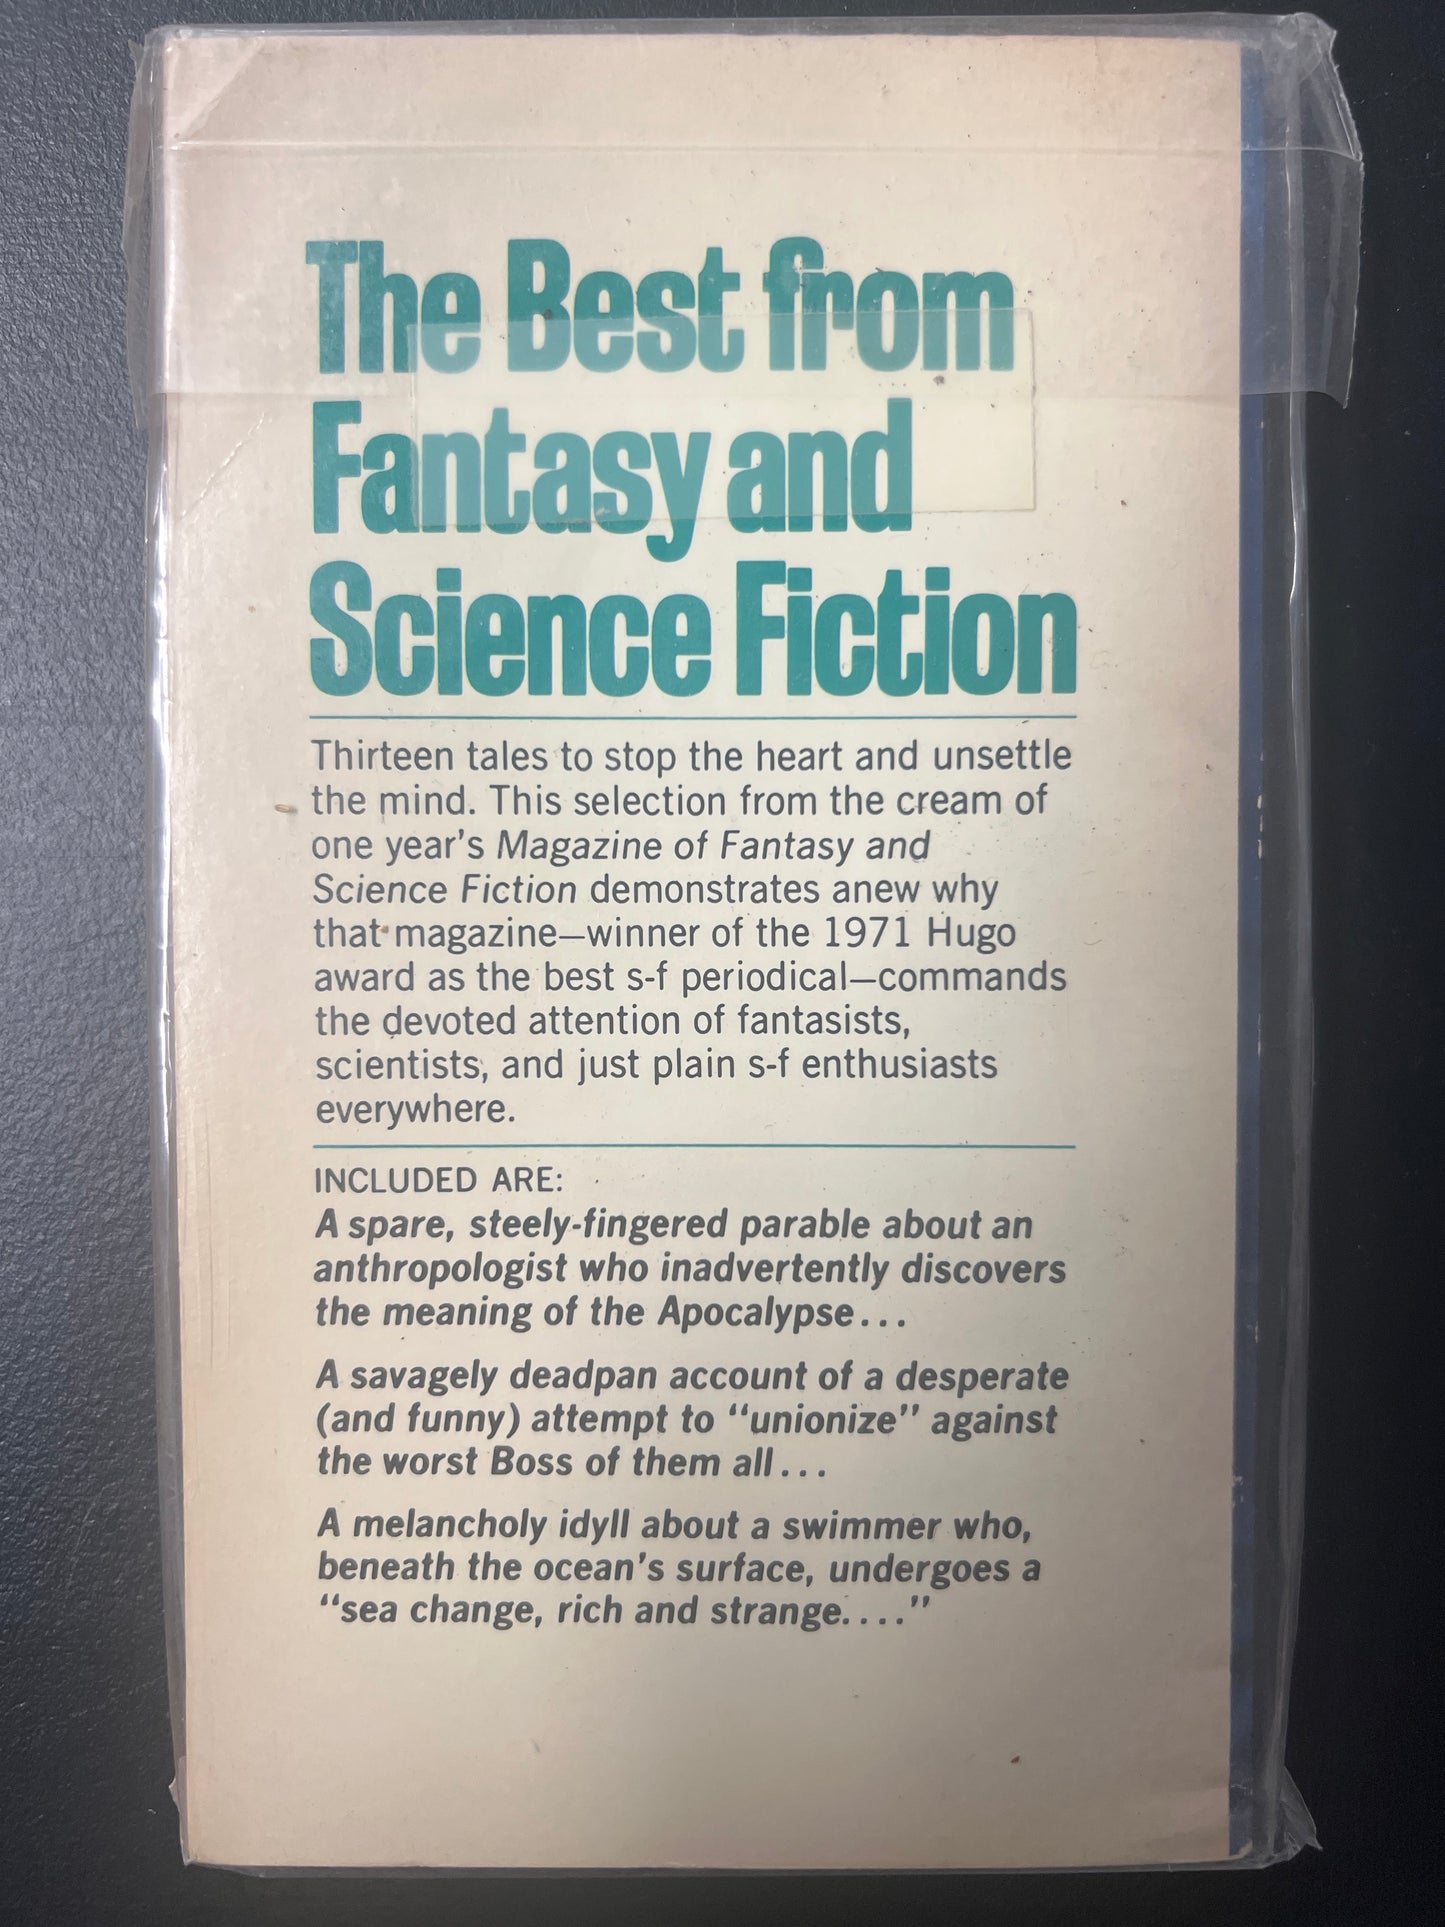 The Best from
Fantasy and
Science Fiction
Thirteen tales to stop the heart and unsettle
the mind. This selection from the cream of
one year's Magazine of Fantasy and
Science Fiction demonstrates anew why
that magazine—winner of the 1971 Hugo
award as the best s-f periodical—commands
the devoted attention of fantasists,
scientists, and just plain s-f enthusiasts
everywhere.
INCLUDED ARE:
A spare, steely-fingered parable about an
anthropologist who inadvertently discovers
the meaning of the Apocalypse...
A savagely deadpan account of a desperate
(and funny) attempt to “unionize” against
the worst Boss of them all...
A melancholy idyll about a swimmer who,
beneath the ocean's surface, undergoes a
“sea change, rich and strange....”